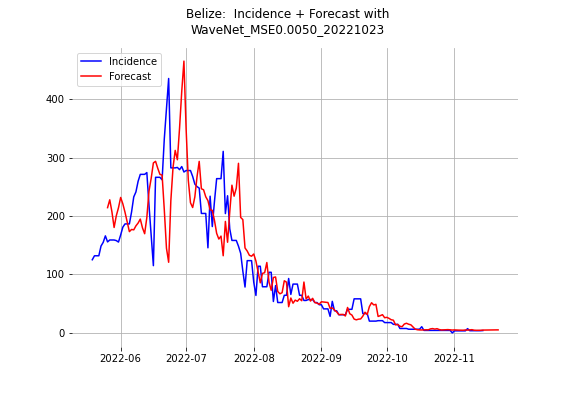 Belize:  Incidence + Forecast with
WaveNet_MSE0.0050_20221023
Incidence
Forecast
400
300
200
100
0
2022-06 2022-07 2022-08 2022-09 2022-10 2022-11